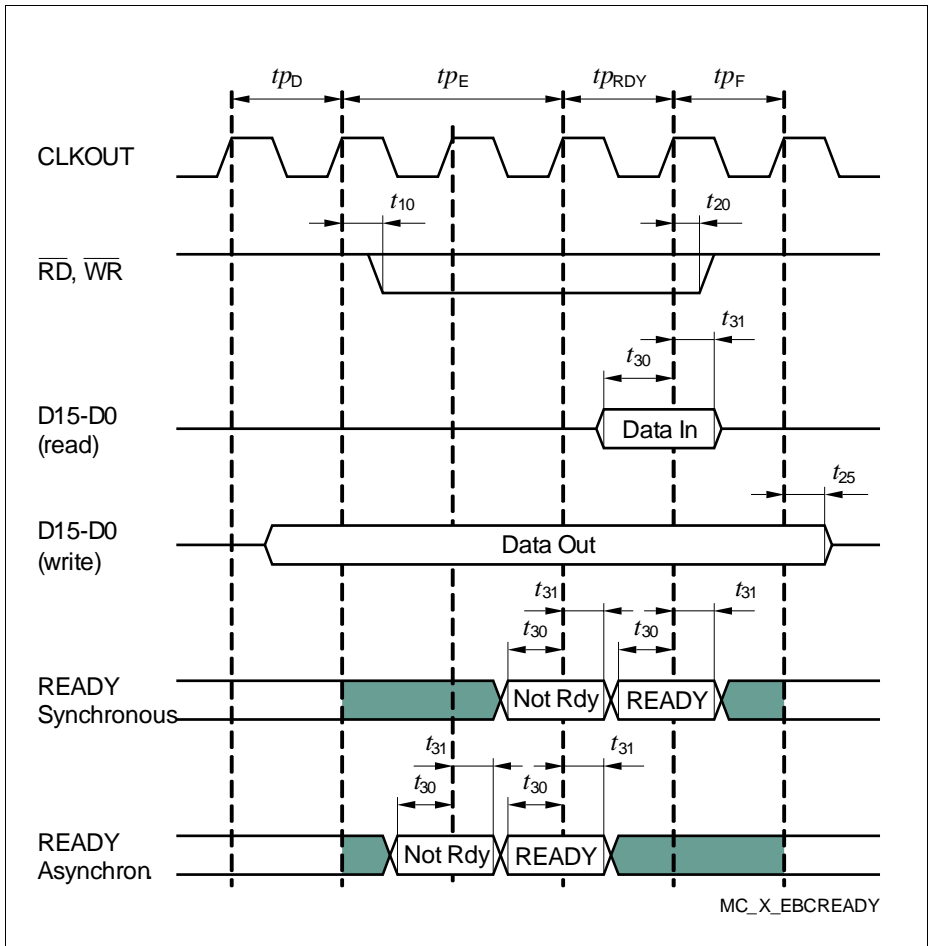 tpD tpE tpRDY tpF
CLKOUT
t10 t20
RD, WR
t31
t30
D15-D0
(read)
Data In
t25
D15-D0
(write)
Data Out
t31 t31
t30 t30
READY
Synchronous
Not Rdy READY
t31 t31
t30 t30
READY
Asynchron.
Not Rdy READY
MC_X_EBCREADY